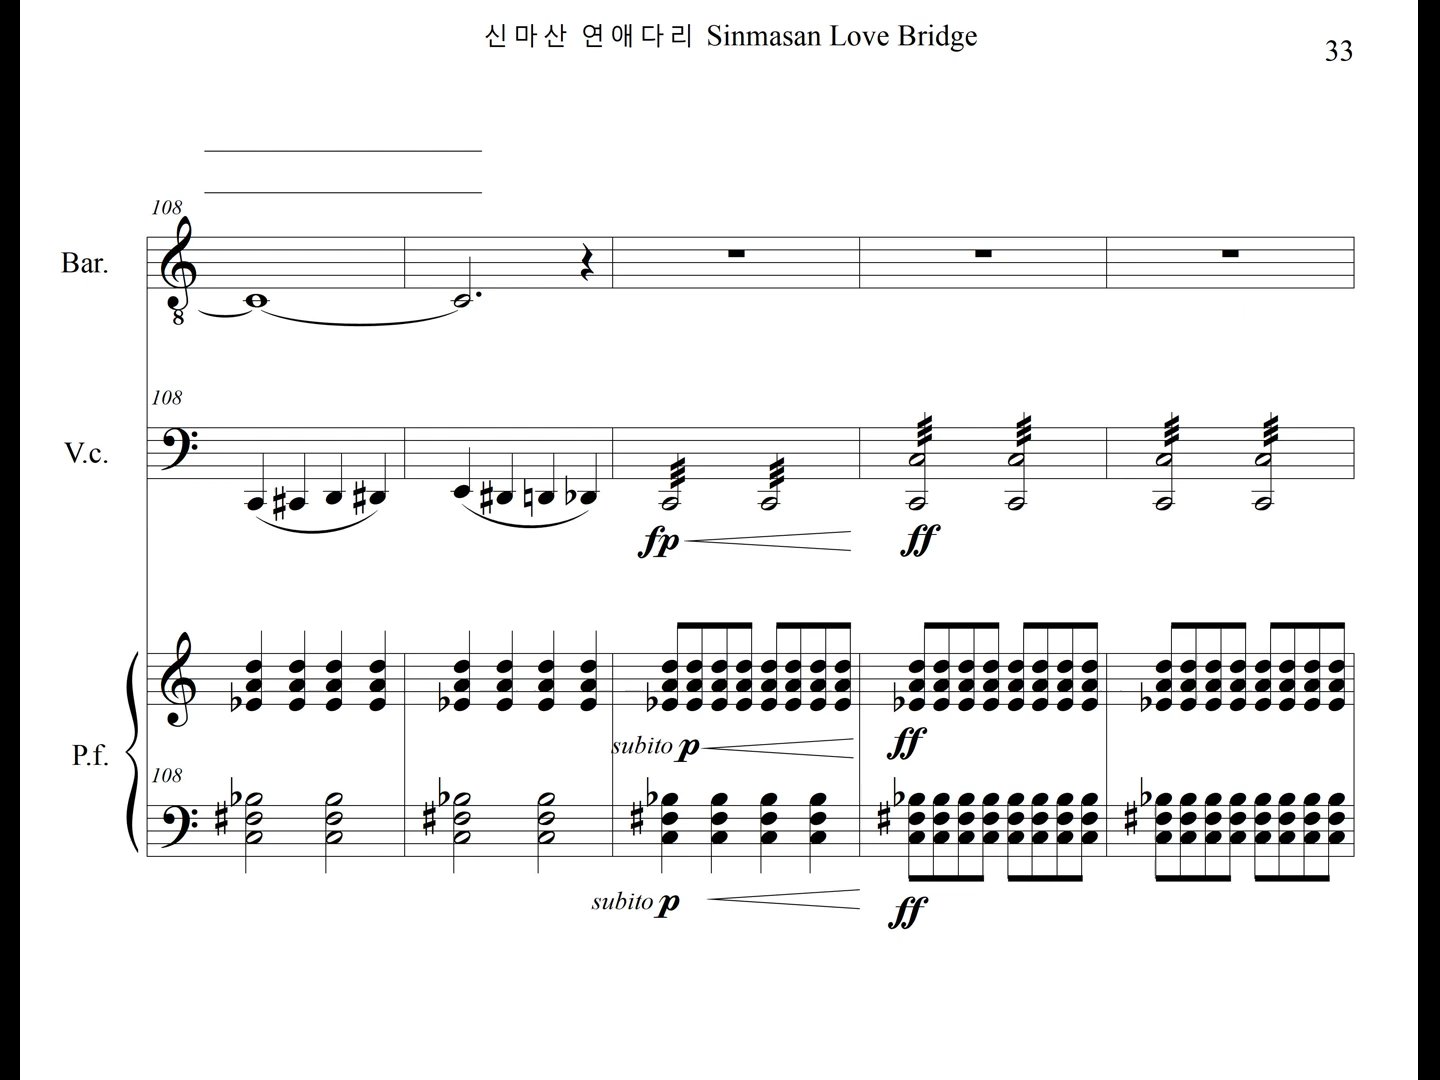 신마산 연애다리 Sinmasan Love Bridge
33
108
Bar.
8
108
V.c.
fp
ff
P.f.
subito p
ff
108
subito p
ff